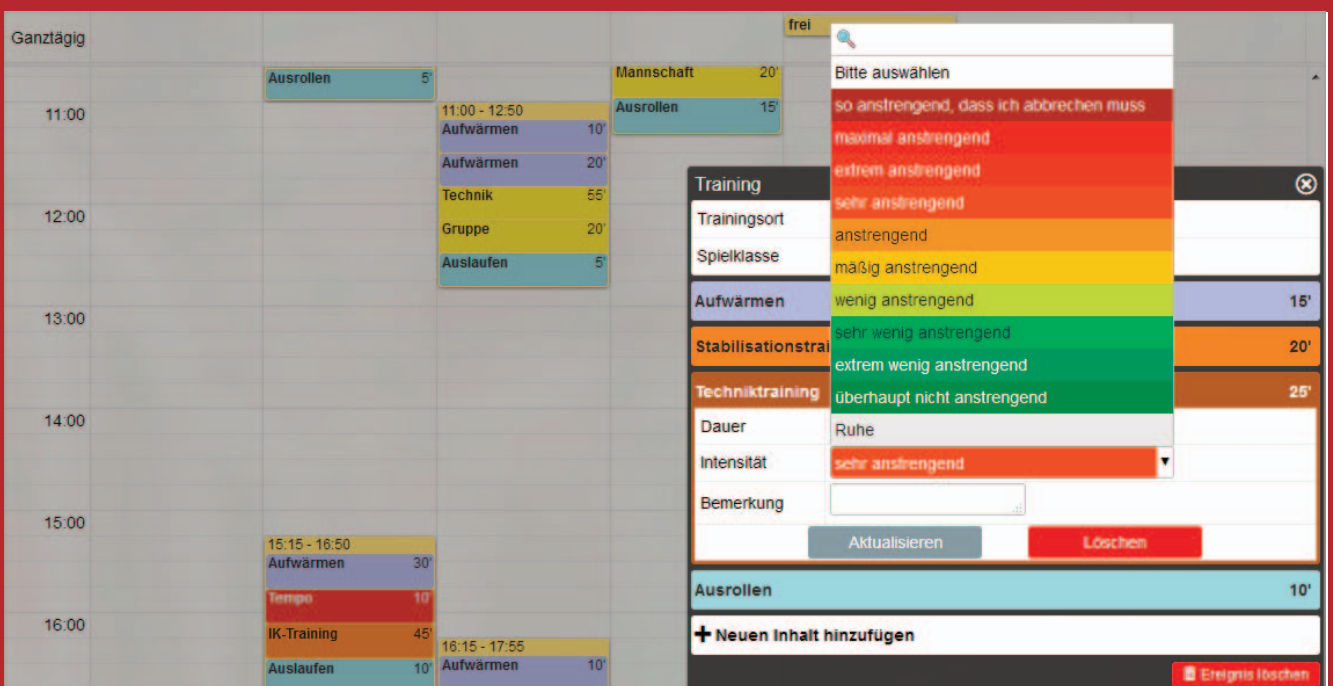 frei
Ganztägig
Ausrollen 5'
Mannschaft 20'
Ausrollen 15'
11:00
11:00 - 12:50
Aufwärmen 10'
Aufwärmen 20'
Technik 55'
12:00
Gruppe 20'
Auslaufen 5'
13:00
14:00
15:00
15:15 - 16:50
Aufwärmen 30'
Tempo 10'
16:00
IK-Training 45'
Auslaufen 10'
16:15 - 17:55
Aufwärmen 10'
Bitte auswählen
so anstrengend, dass ich abbrechen muss
maximal anstrengend
extrem anstrengend
sehr anstrengend
anstrengend
mäßig anstrengend
wenig anstrengend
sehr wenig anstrengend
extrem wenig anstrengend
überhaupt nicht anstrengend
Ruhe
Training
Trainingsort
Spielklasse
Aufwärmen 15'
Stabilisationstrai 20'
Techniktraining 25'
Dauer
Intensität sehr anstrengend
Bemerkung
Aktualisieren Löschen
Ausrollen 10'
+ Neuen Inhalt hinzufügen
Ereignis löschen